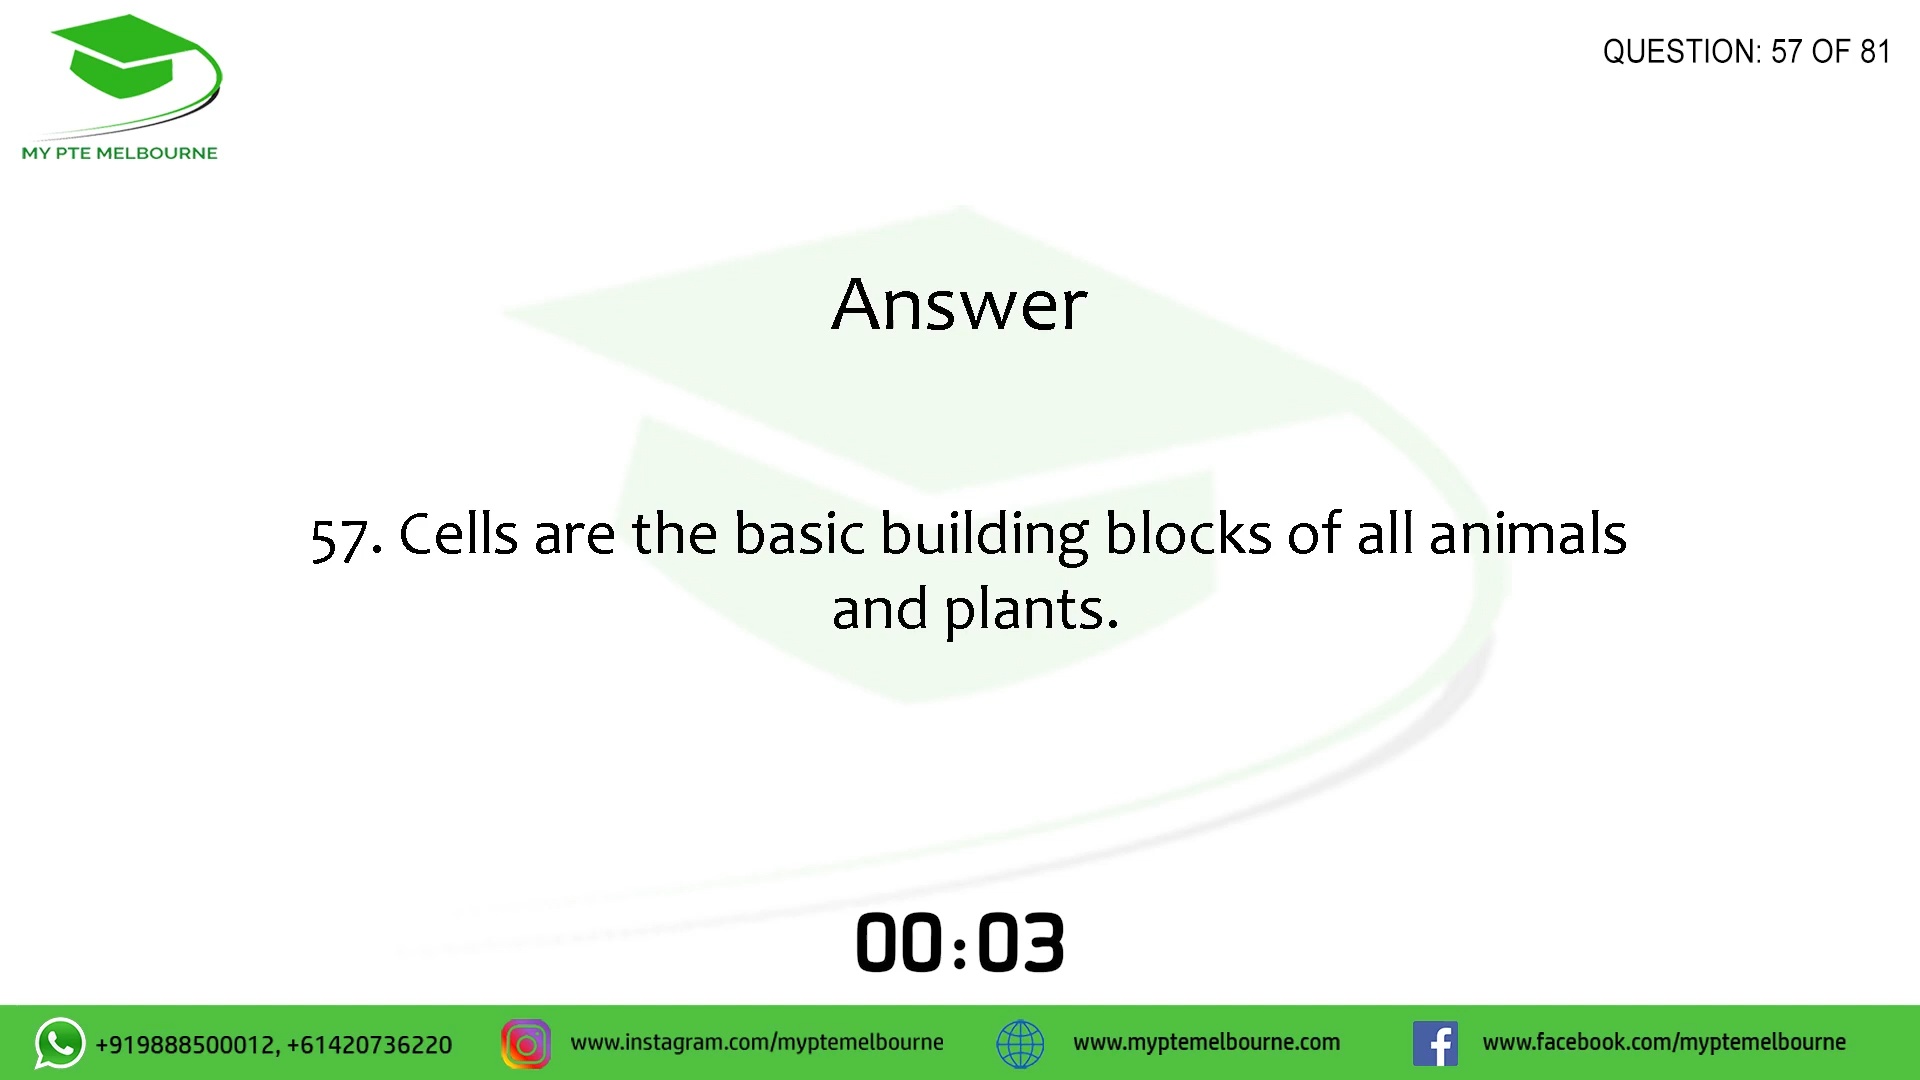 QUESTION: 57 OF 81
MY PTE MELBOURNE
Answer
57. Cells are the basic building blocks of all animals
and plants.
00:03
+919888500012, +61420736220
www.instagram.com/myptemelbourne
www.myptemelbourne.com
www.facebook.com/myptemelbourne